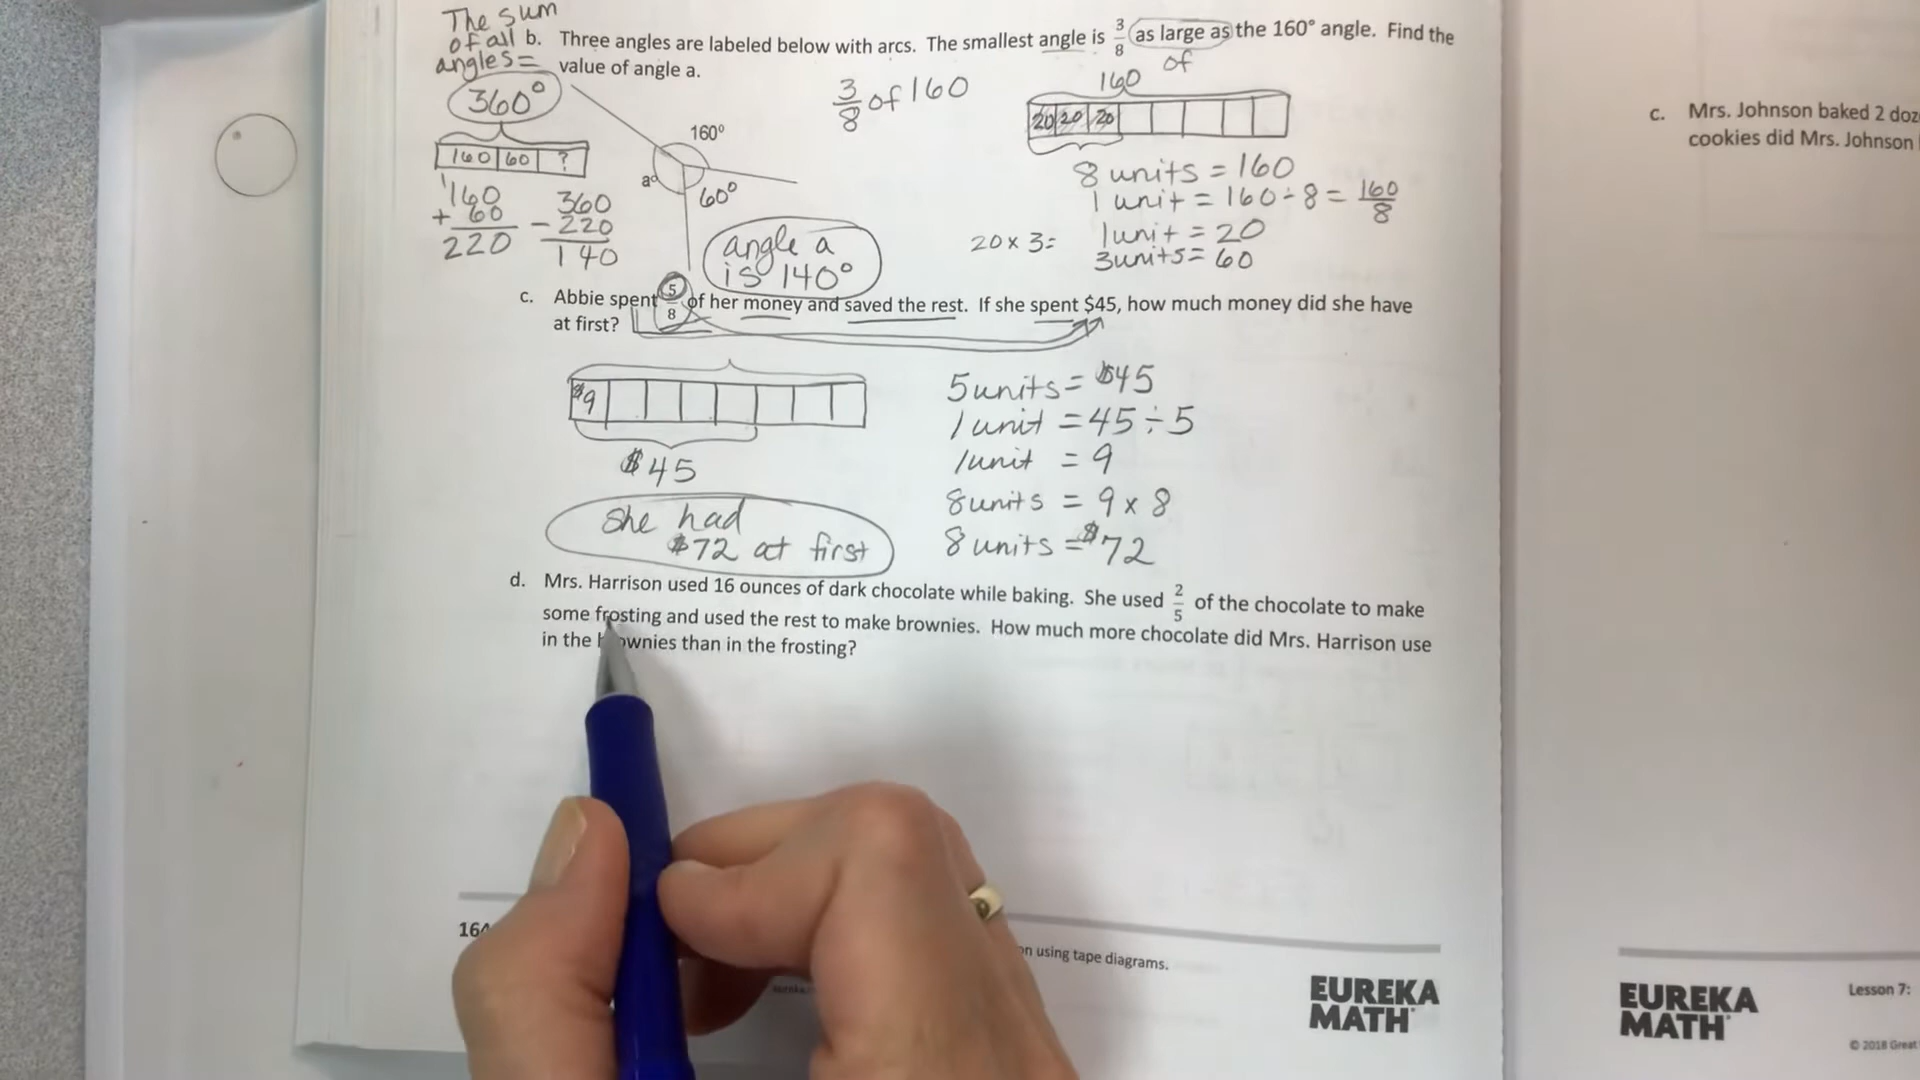 The sum
of all
angles=
360°
160 60 ?
160
+ 60
220
360
- 220
140
b. Three angles are labeled below with arcs. The smallest angle is 3/8 as large as the 160° angle. Find the
value of angle a.
of
3/8 of 160
160
20 20 20
160°
a°
60°
8 units = 160
1 unit = 160 ÷ 8 = 160/8
20 x 3 =
1 unit = 20
3 units = 60
angle a
is 140°
c. Abbie spent 5/8 of her money and saved the rest. If she spent $45, how much money did she have
at first?
$9
$45
5 units = $45
1 unit = 45 ÷ 5
1 unit = 9
8 units = 9 x 8
8 units = $72
she had
$72 at first
d. Mrs. Harrison used 16 ounces of dark chocolate while baking. She used 2/5 of the chocolate to make
some frosting and used the rest to make brownies. How much more chocolate did Mrs. Harrison use
in the brownies than in the frosting?
164
using tape diagrams.
EUREKA
MATH
c. Mrs. Johnson baked 2 doz
cookies did Mrs. Johnson
EUREKA
MATH
Lesson 7:
© 2018 Great